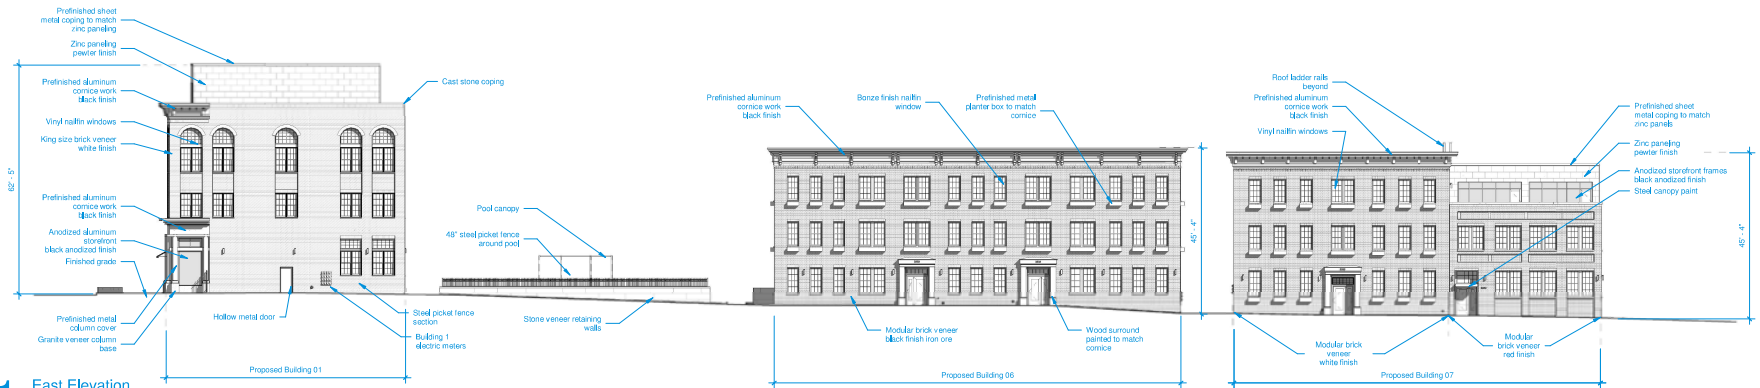 Prefinished sheet
metal coping to match
zinc paneling
Zinc paneling
pewter finish
Prefinished aluminum
cornice work
black finish
Vinyl nailfin windows
King size brick veneer
white finish
62' - 5"
Prefinished aluminum
cornice work
black finish
Anodized aluminum
storefront
black anodized finish
Finished grade
Prefinished metal
column cover
Granite veneer column
base
Hollow metal door
Cast stone coping
Steel picket fence
section
Building 1
electric meters
Proposed Building 01
Pool canopy
48" steel picket fence
around pool
Stone veneer retaining
walls
Prefinished aluminum
cornice work
black finish
Bonze finish nailfin
window
Prefinished metal
planter box to match
cornice
45' - 4"
Modular brick veneer
black finish iron ore
Wood surround
painted to match
cornice
Proposed Building 06
Roof ladder rails
beyond
Prefinished aluminum
cornice work
black finish
Vinyl nailfin windows
Prefinished sheet
metal coping to match
zinc panels
Zinc paneling
pewter finish
Anodized storefront frames
black anodized finish
Steel canopy paint
45' - 4"
Modular brick
veneer
white finish
Modular
brick veneer
red finish
Proposed Building 07
East Elevation